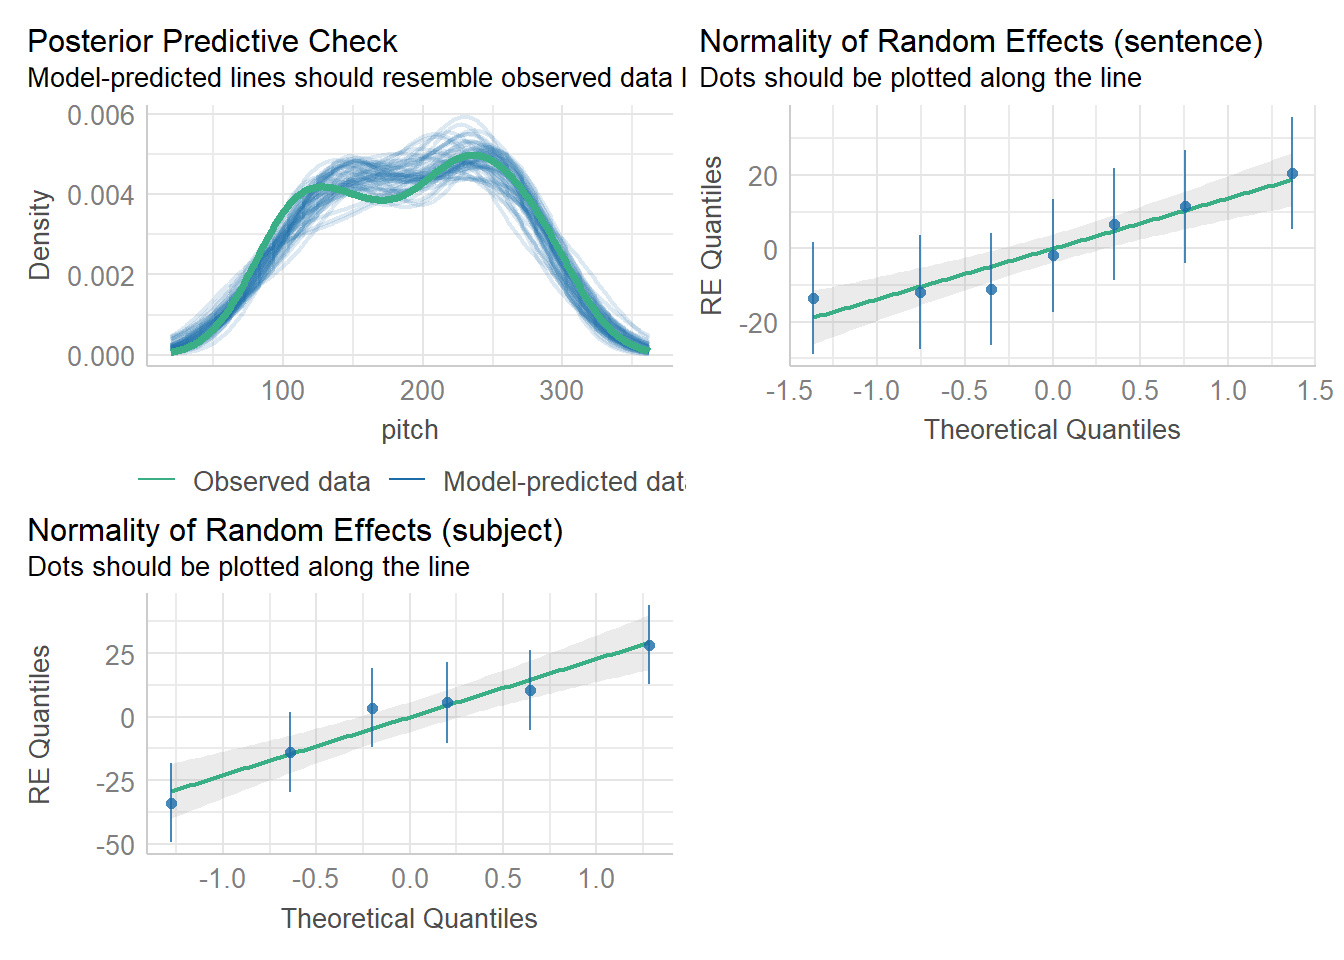 Posterior Predictive Check
Model-predicted lines should resemble observed data l
0.006
0.004
0.002
0.000
Density
100 200 300
pitch
Observed data Model-predicted data
Normality of Random Effects (sentence)
Dots should be plotted along the line
20
0
-20
RE Quantiles
-1.5 -1.0 -0.5 0.0 0.5 1.0 1.5
Theoretical Quantiles
Normality of Random Effects (subject)
Dots should be plotted along the line
25
0
-25
-50
RE Quantiles
-1.0 -0.5 0.0 0.5 1.0
Theoretical Quantiles